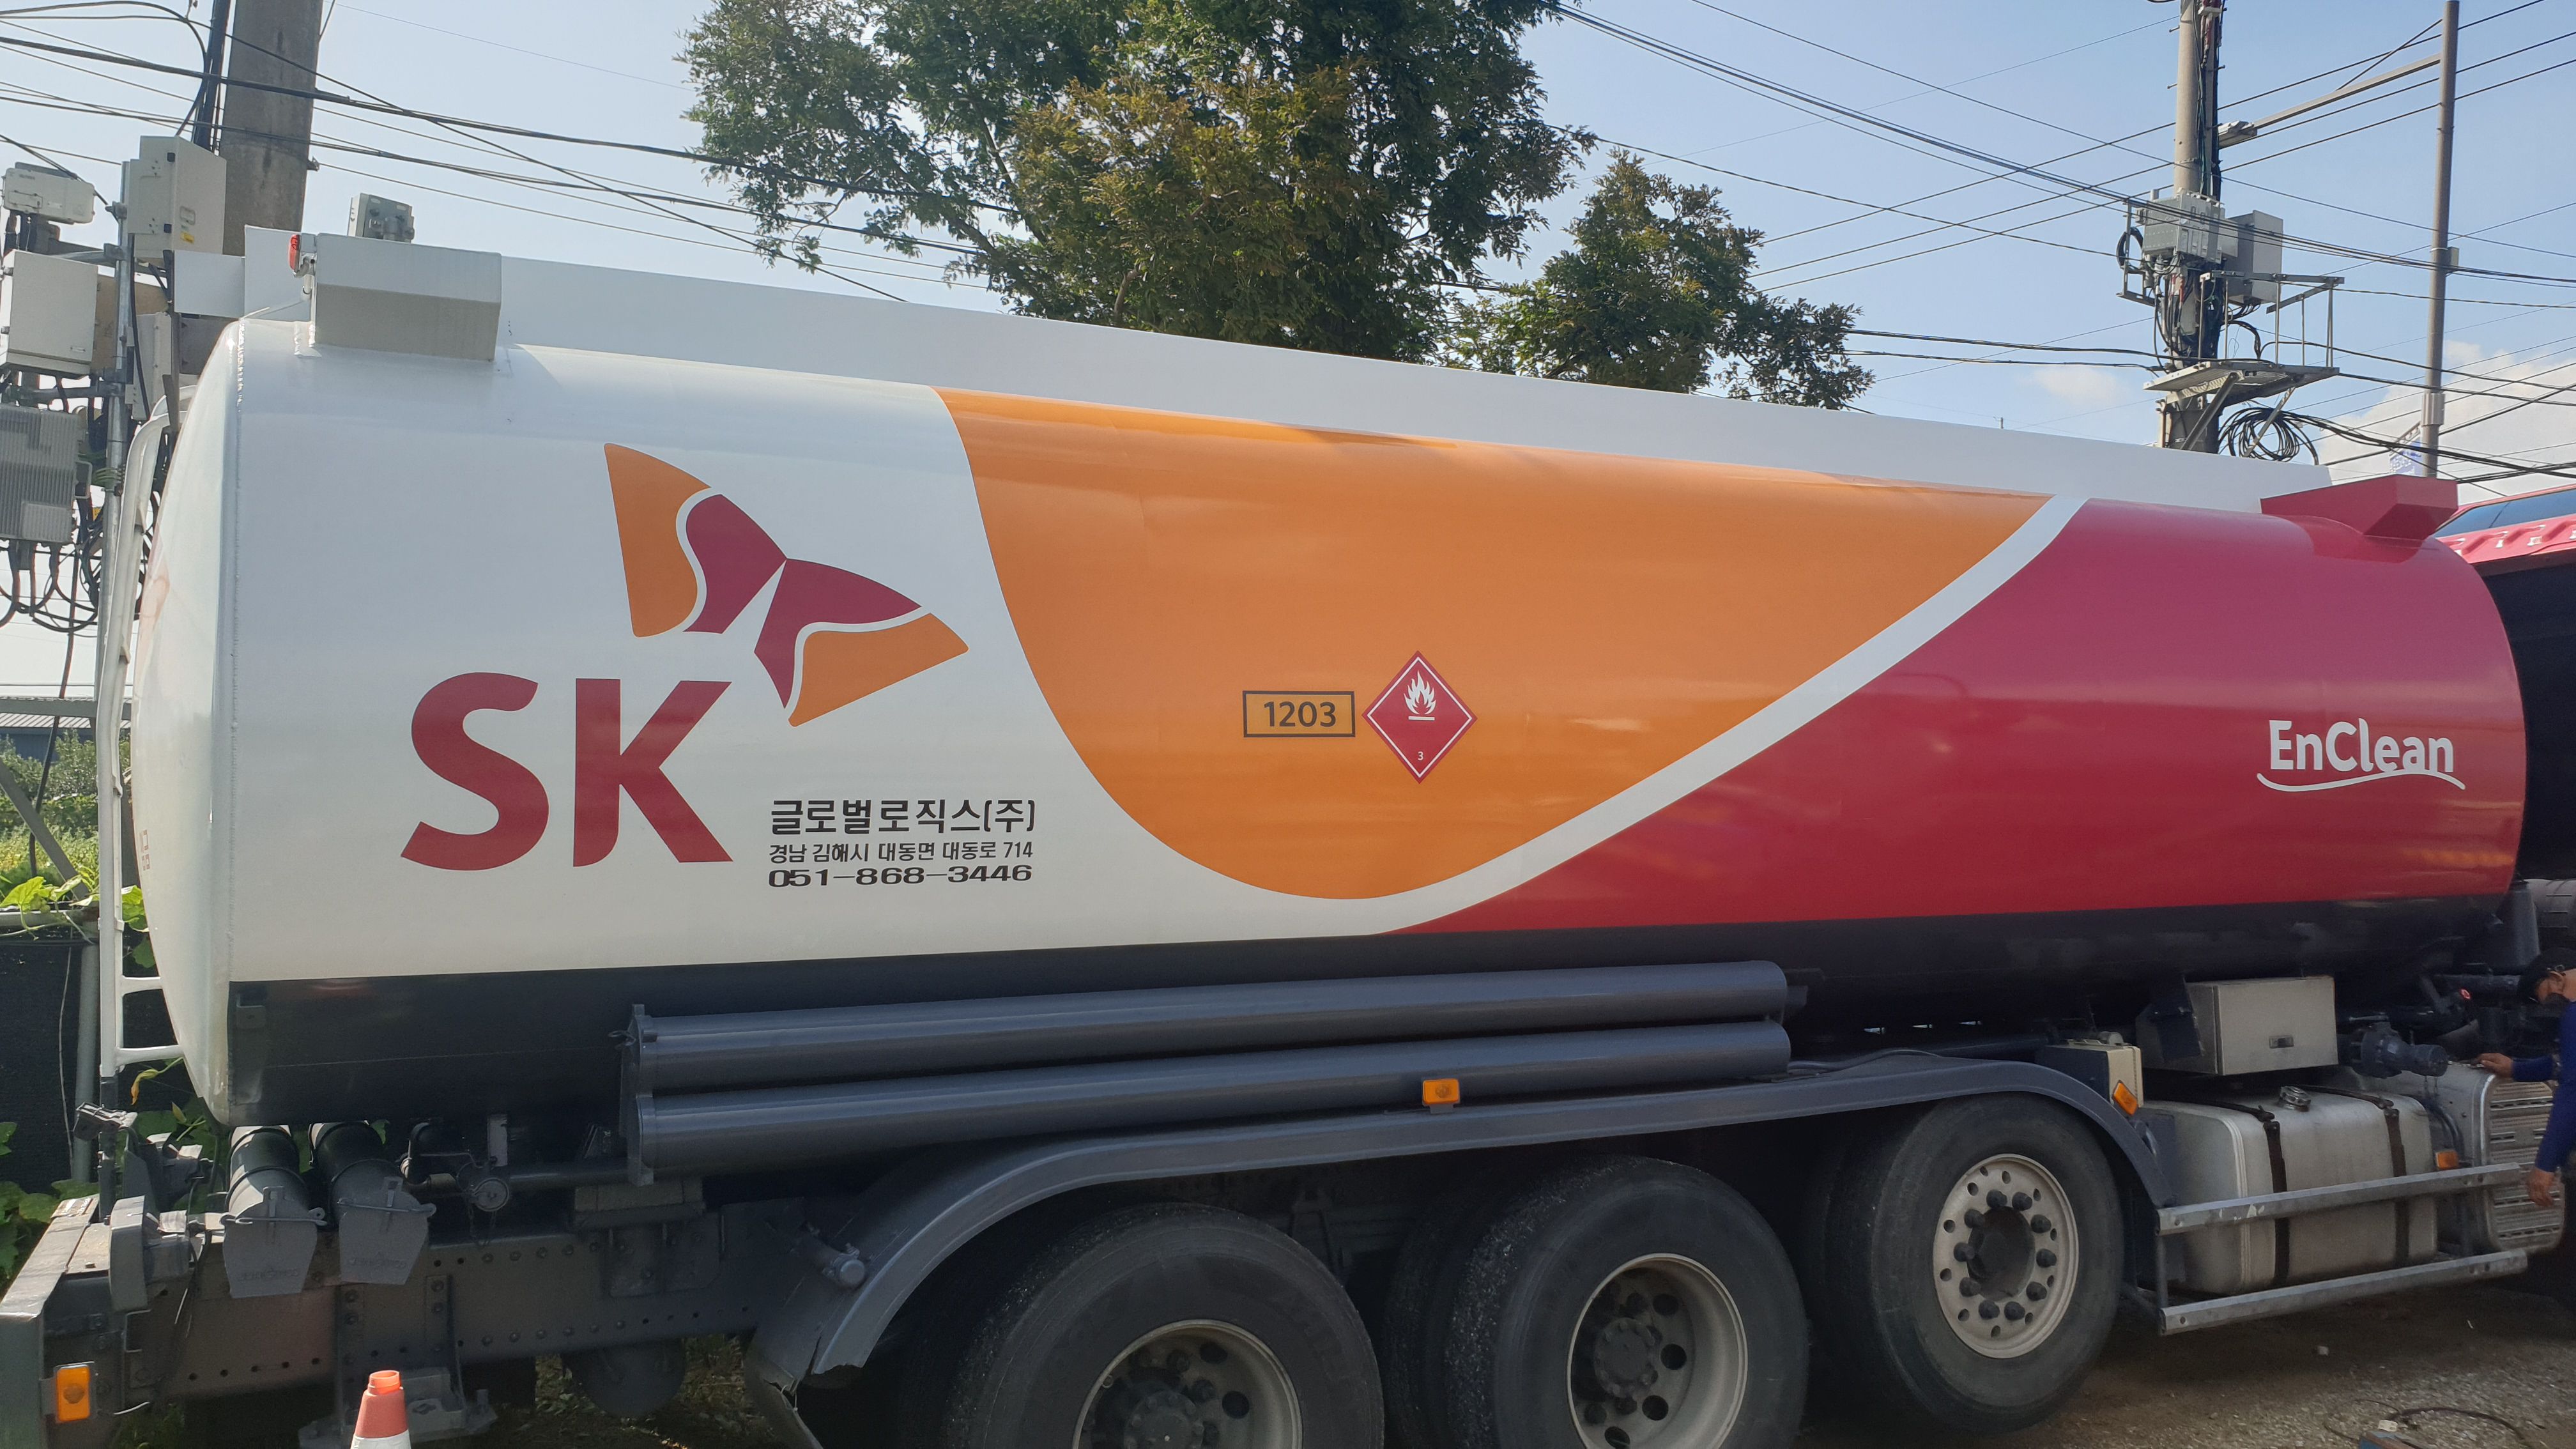 SK
글로벌로직스(주)
경남 김해시 대동면 대동로 714
051-868-3446
1203
3
EnClean